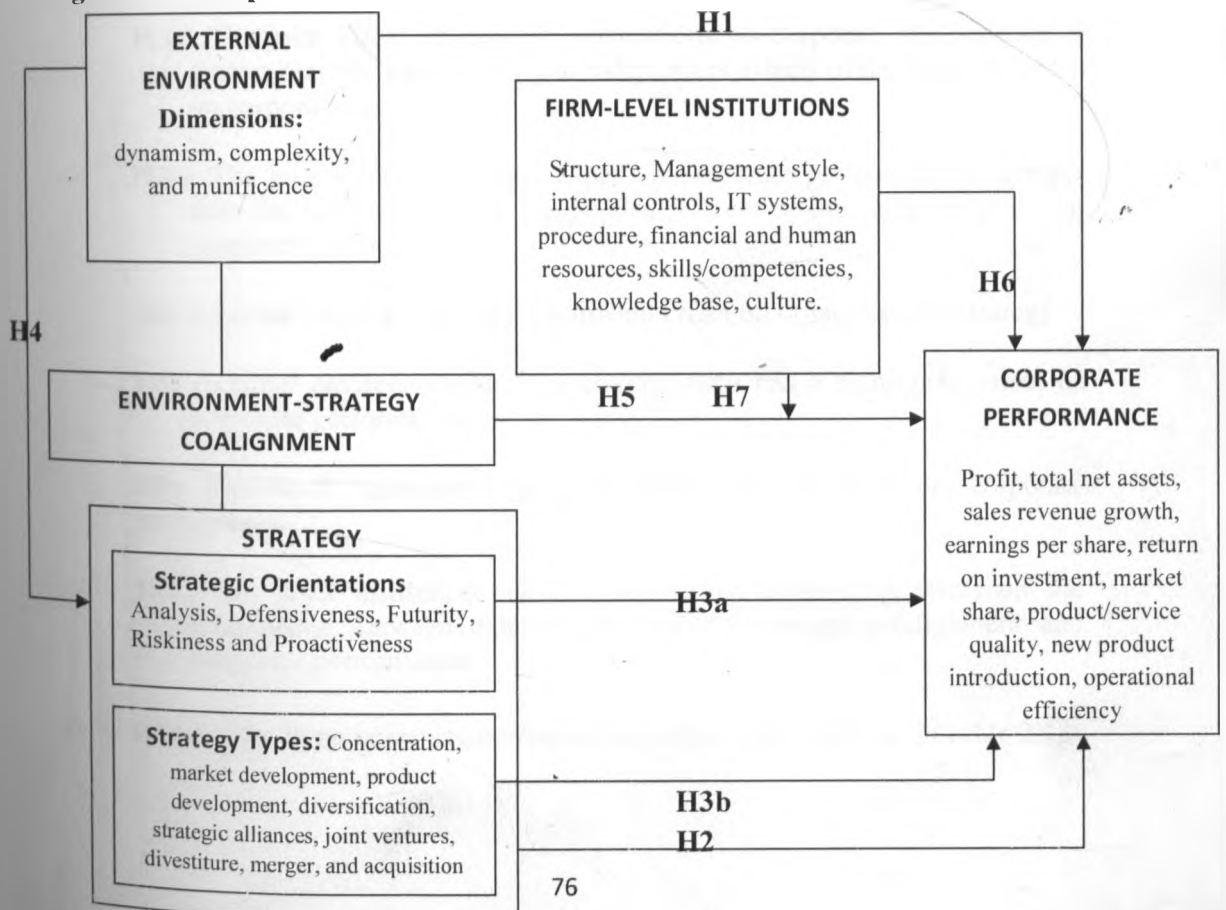 H1
EXTERNAL
ENVIRONMENT
Dimensions:
dynamism, complexity,
and munificence
FIRM-LEVEL INSTITUTIONS
Structure, Management style,
internal controls, IT systems,
procedure, financial and human
resources, skills/competencies,
knowledge base, culture.
H6
H4
ENVIRONMENT-STRATEGY
COALIGNMENT
H5 H7
CORPORATE
PERFORMANCE
Profit, total net assets,
sales revenue growth,
earnings per share, return
on investment, market
share, product/service
quality, new product
introduction, operational
efficiency
STRATEGY
Strategic Orientations
Analysis, Defensiveness, Futurity,
Riskiness and Proactiveness
H3a
Strategy Types: Concentration,
market development, product
development, diversification,
strategic alliances, joint ventures,
divestiture, merger, and acquisition
H3b
H2
76